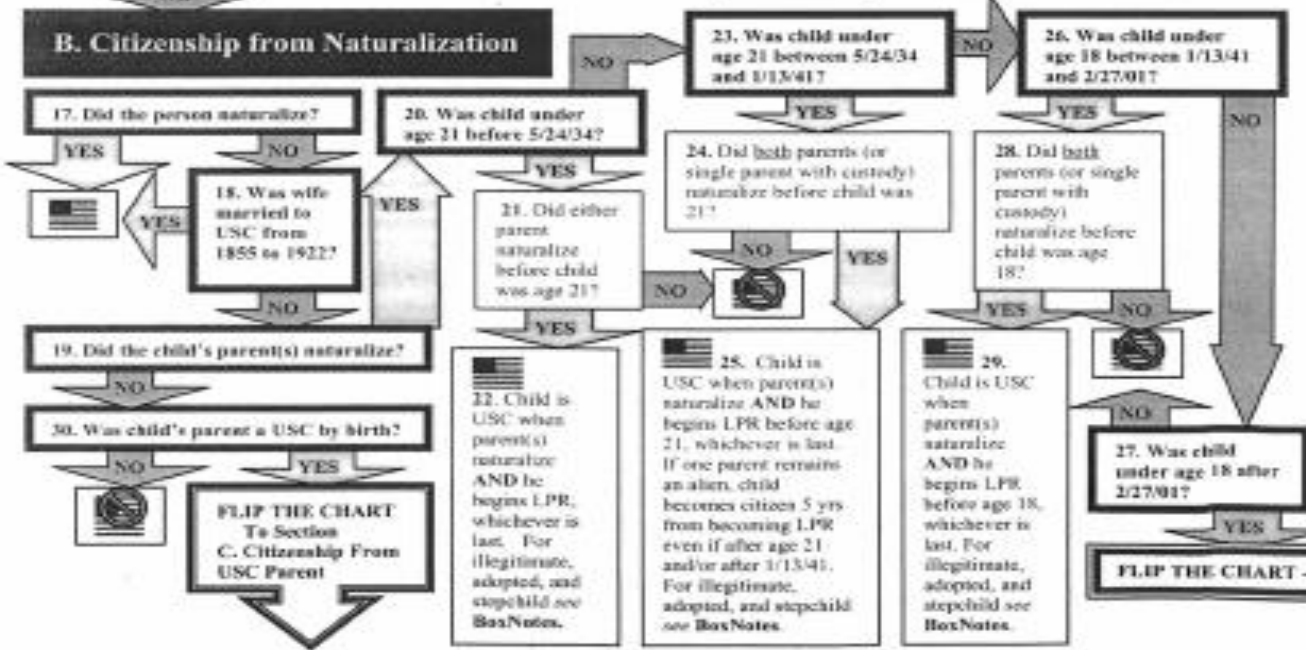 B. Citizenship from Naturalization
17. Did the person naturalize?
YES
NO
18. Was wife
married to
USC from
1855 to 1922?
YES
NO
19. Did the child's parent(s) naturalize?
YES
NO
30. Was child's parent a USC by birth?
NO
YES
FLIP THE CHART
To Section
C. Citizenship From
USC Parent
20. Was child under
age 21 before 5/24/34?
NO
YES
21. Did either
parent
naturalize
before child
was age 21?
NO
YES
22. Child is
USC when
parent(s)
naturalize
AND he
begins LPR,
whichever is
last. For
illegitimate,
adopted, and
stepchild see
BoxNotes.
23. Was child under
age 21 between 5/24/34
and 1/13/41?
NO
YES
24. Did both parents (or
single parent with custody)
naturalize before child was
21?
NO
YES
25. Child is
USC when parent(s)
naturalize AND he
begins LPR before age
21, whichever is last.
If one parent remains
an alien, child
becomes citizen 5 yrs
from becoming LPR
even if after age 21
and/or after 1/13/41.
For illegitimate,
adopted, and stepchild
see BoxNotes.
26. Was child under
age 18 between 1/13/41
and 2/27/01?
YES
NO
28. Did both
parents (or single
parent with
custody)
naturalize before
child was age
18?
YES
NO
29.
Child is USC
when
parent(s)
naturalize
AND he
begins LPR
before age 18,
whichever is
last. For
illegitimate,
adopted, and
stepchild see
BoxNotes.
NO
27. Was child
under age 18 after
2/27/01?
YES
FLIP THE CHART -